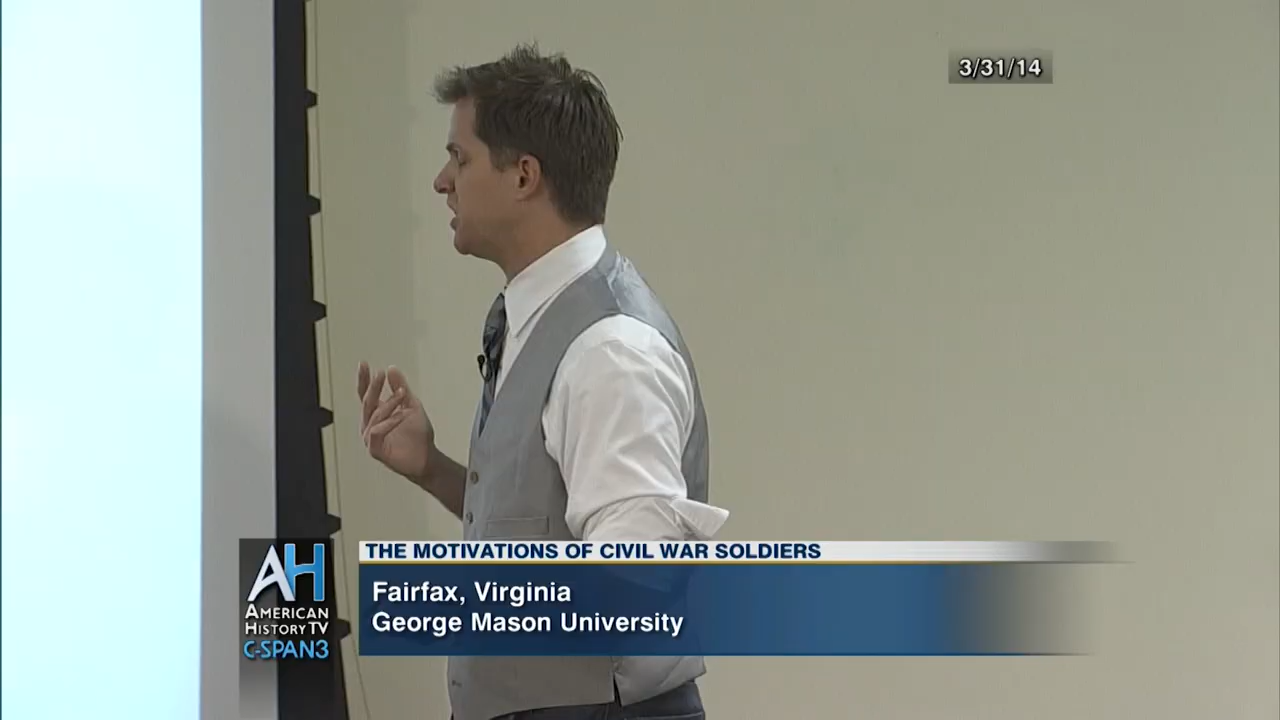 3/31/14
THE MOTIVATIONS OF CIVIL WAR SOLDIERS
Fairfax, Virginia
George Mason University
AH
AMERICAN
HISTORY TV
C-SPAN3